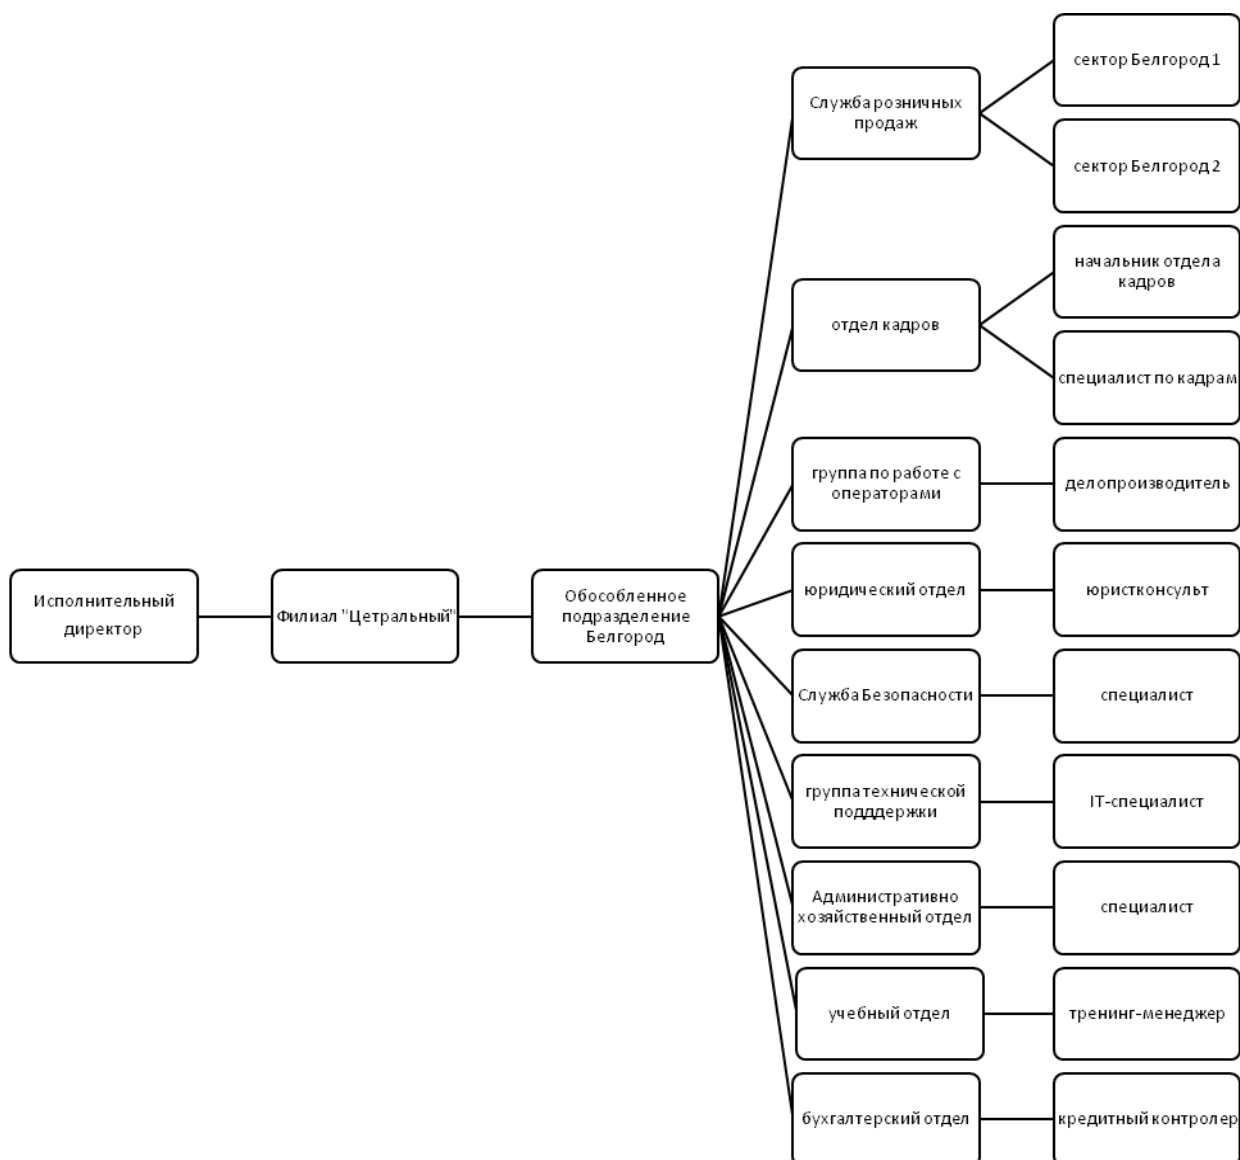 Исполнительный
директор
Филиал "Цетральный"
Обособленное
подразделение
Белгород
Служба розничных
продаж
сектор Белгород 1
сектор Белгород 2
отдел кадров
начальник отдела
кадров
специалист по кадрам
группа по работе с
операторами
делопроизводитель
юридический отдел
юристконсульт
Служба Безопасности
специалист
группа технической
подддержки
IT-специалист
Административно
хозяйственный отдел
специалист
учебный отдел
тренинг-менеджер
бухгалтерский отдел
кредитный контролер